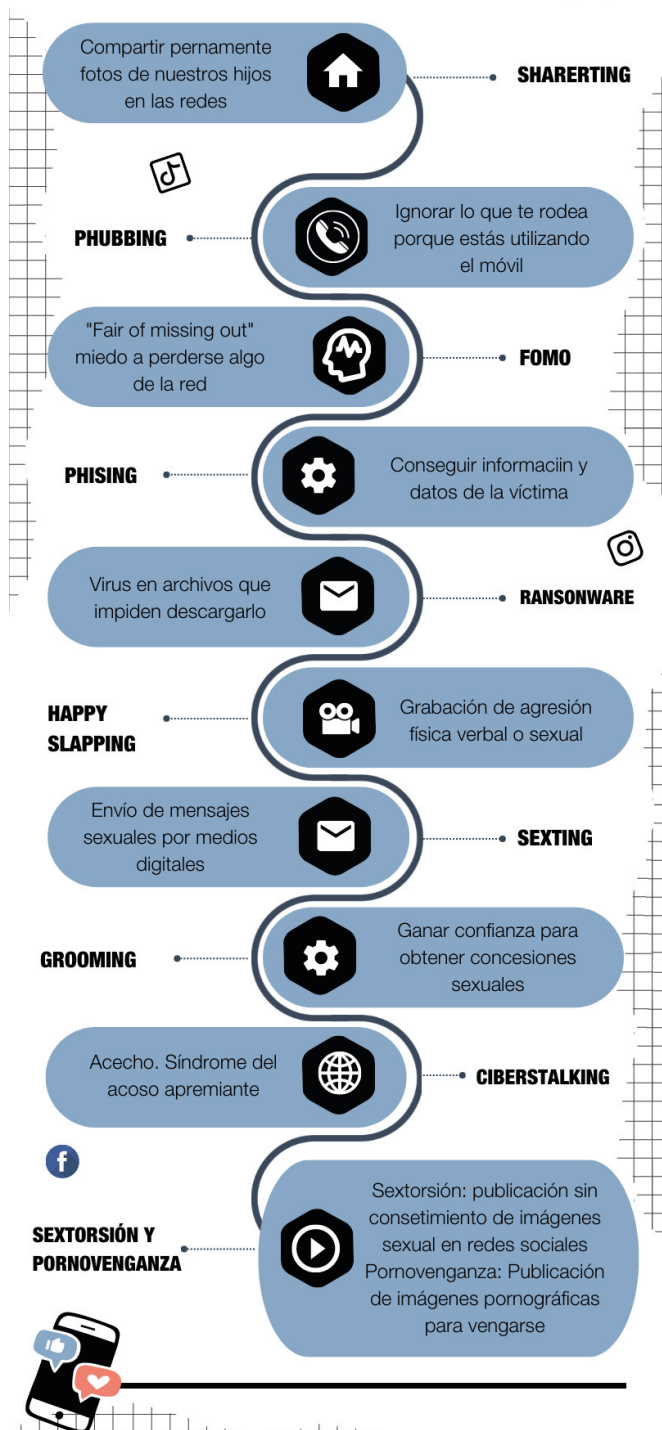 Compartir pernamente
fotos de nuestros hijos
en las redes
SHARERTING
PHUBBING
Ignorar lo que te rodea
porque estás utilizando
el móvil
"Fair of missing out"
miedo a perderse algo
de la red
FOMO
PHISING
Conseguir informaciin y
datos de la víctima
Virus en archivos que
impiden descargarlo
RANSONWARE
HAPPY
SLAPPING
Grabación de agresión
física verbal o sexual
Envío de mensajes
sexuales por medios
digitales
SEXTING
GROOMING
Ganar confianza para
obtener concesiones
sexuales
Acecho. Síndrome del
acoso apremiante
CIBERSTALKING
SEXTORSIÓN Y
PORNOVENGANZA
Sextorsión: publicación sin
consetimiento de imágenes
sexual en redes sociales
Pornovenganza: Publicación
de imágenes pornográficas
para vengarse